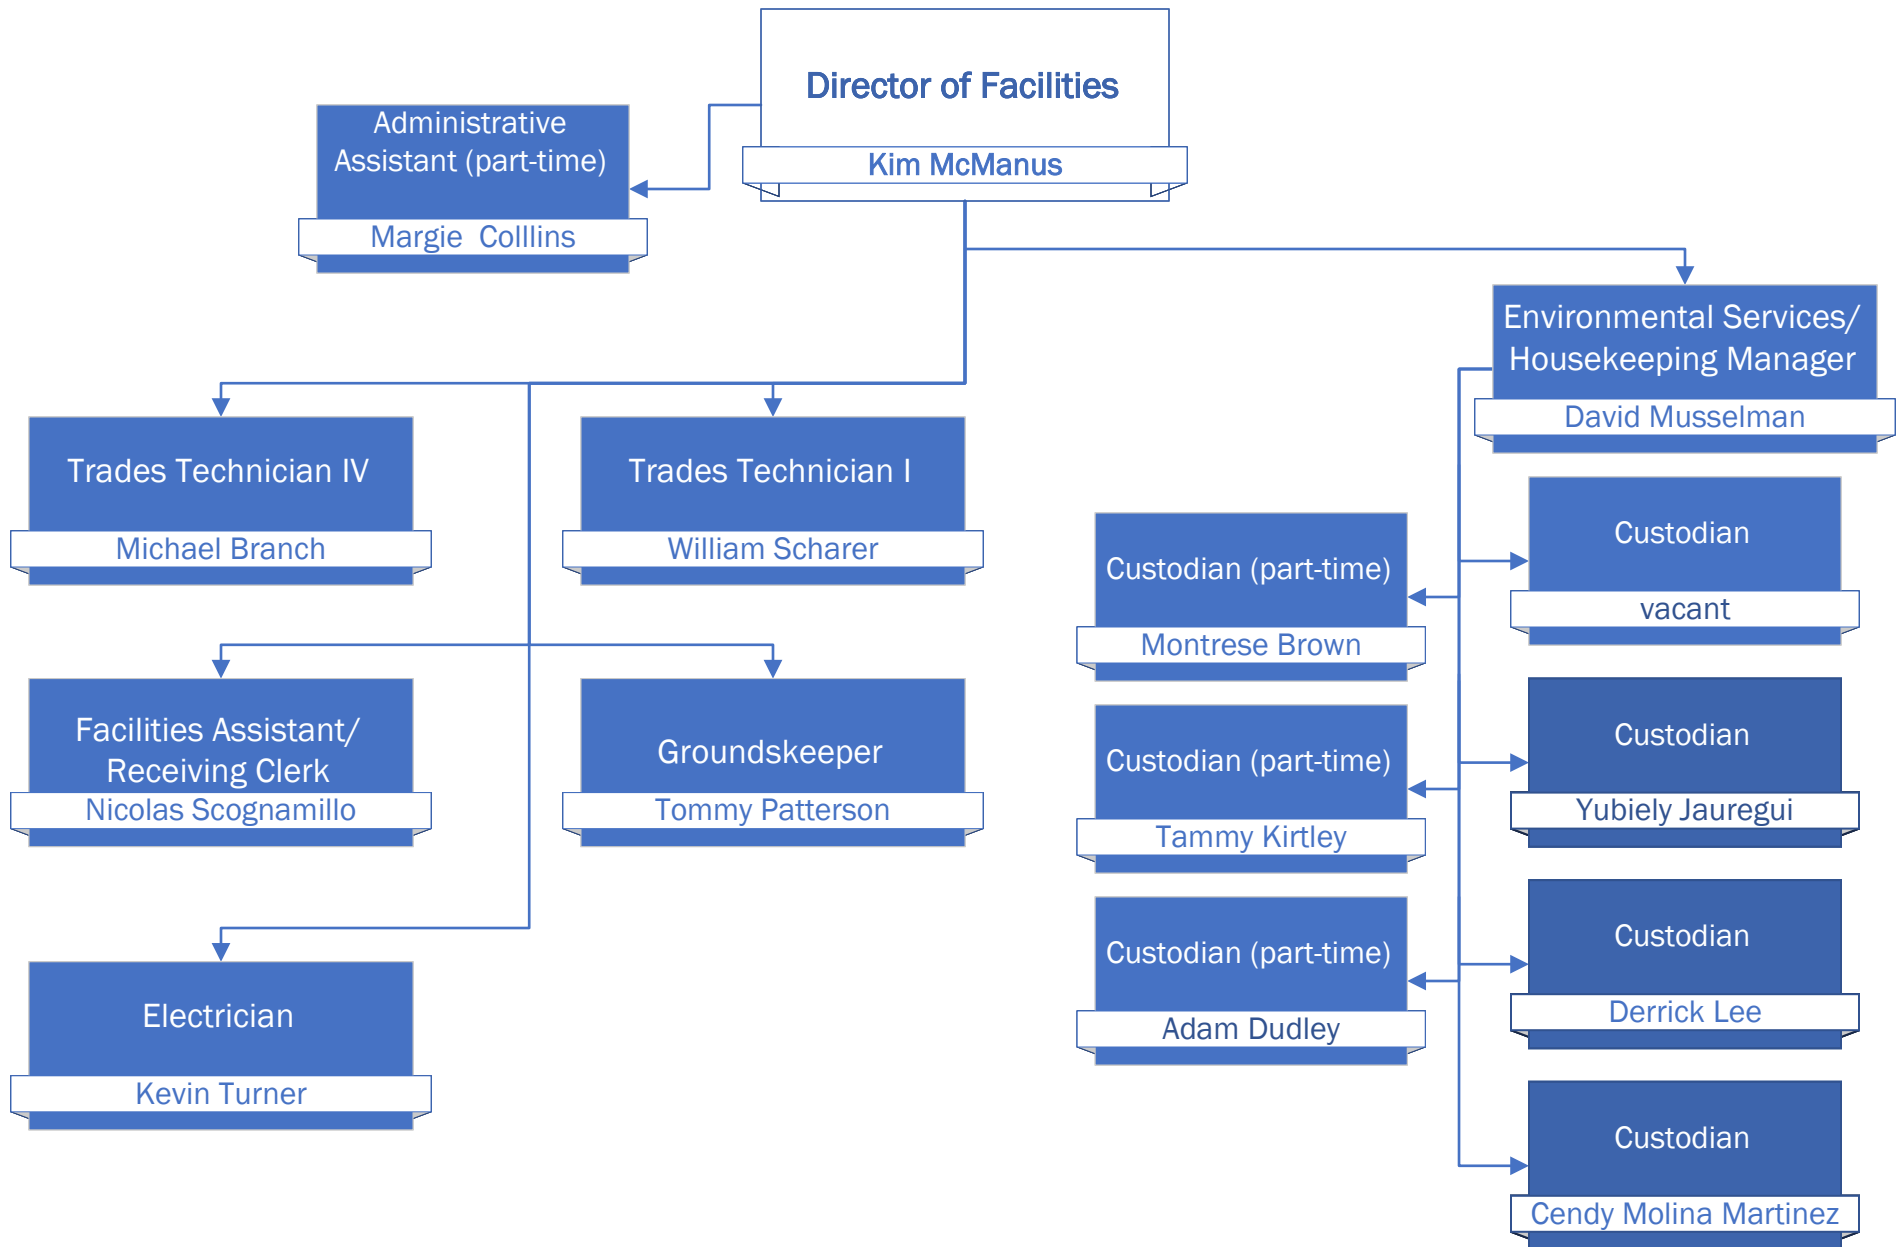 Director of Facilities
Kim McManus
Administrative
Assistant (part-time)
Margie  Colllins
Environmental Services/
Housekeeping Manager
David Musselman
Trades Technician IV
Michael Branch
Trades Technician I
William Scharer
Facilities Assistant/
Receiving Clerk
Nicolas Scognamillo
Groundskeeper
Tommy Patterson
Electrician
Kevin Turner
Custodian (part-time)
Montrese Brown
Custodian (part-time)
Tammy Kirtley
Custodian (part-time)
Adam Dudley
Custodian
vacant
Custodian
Yubiely Jauregui
Custodian
Derrick Lee
Custodian
Cendy Molina Martinez